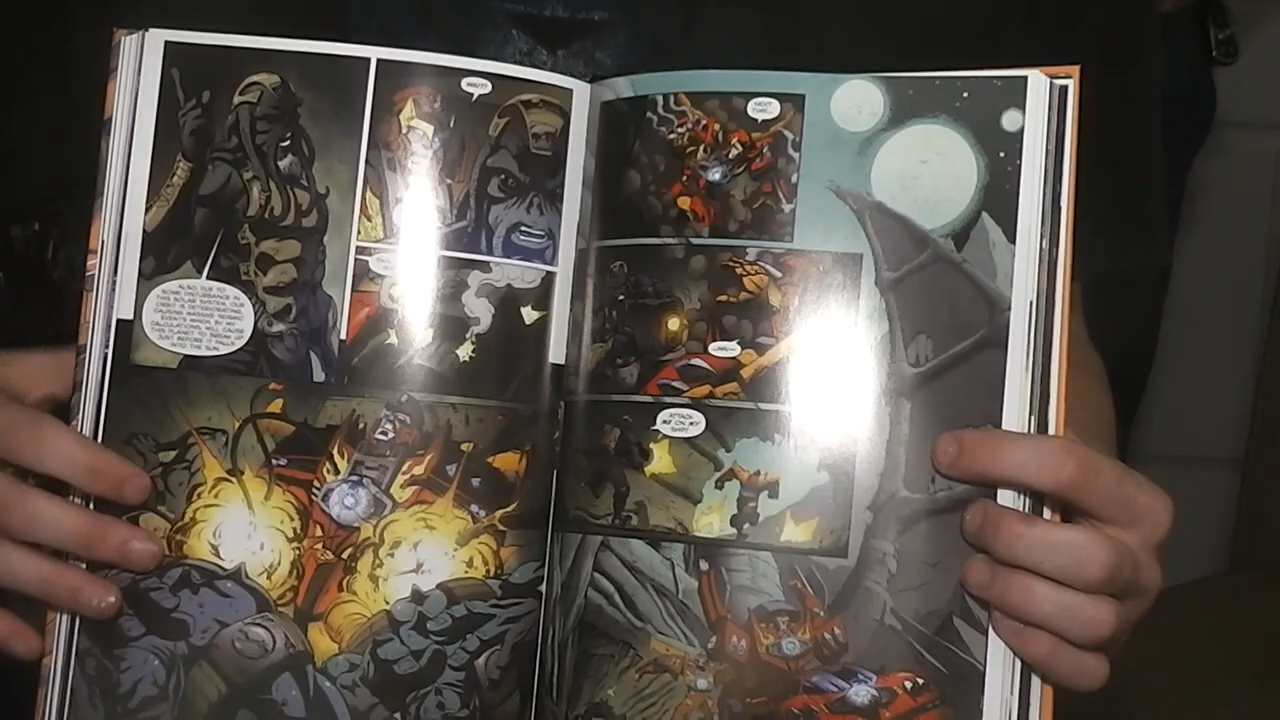 ALSO, DUE TO
SOME DISTURBANCE IN
THIS SOLAR SYSTEM, OUR
ORBIT IS DETERIORATING,
CAUSING MASSIVE SEISMIC
EVENTS WHICH, BY MY
CALCULATIONS, WILL CAUSE
THIS PLANET TO BREAK UP
JUST BEFORE IT FALLS
INTO THE SUN.
WHAT?
NEXT
TIME...
ATTACK
ME ON MY
SHIP!